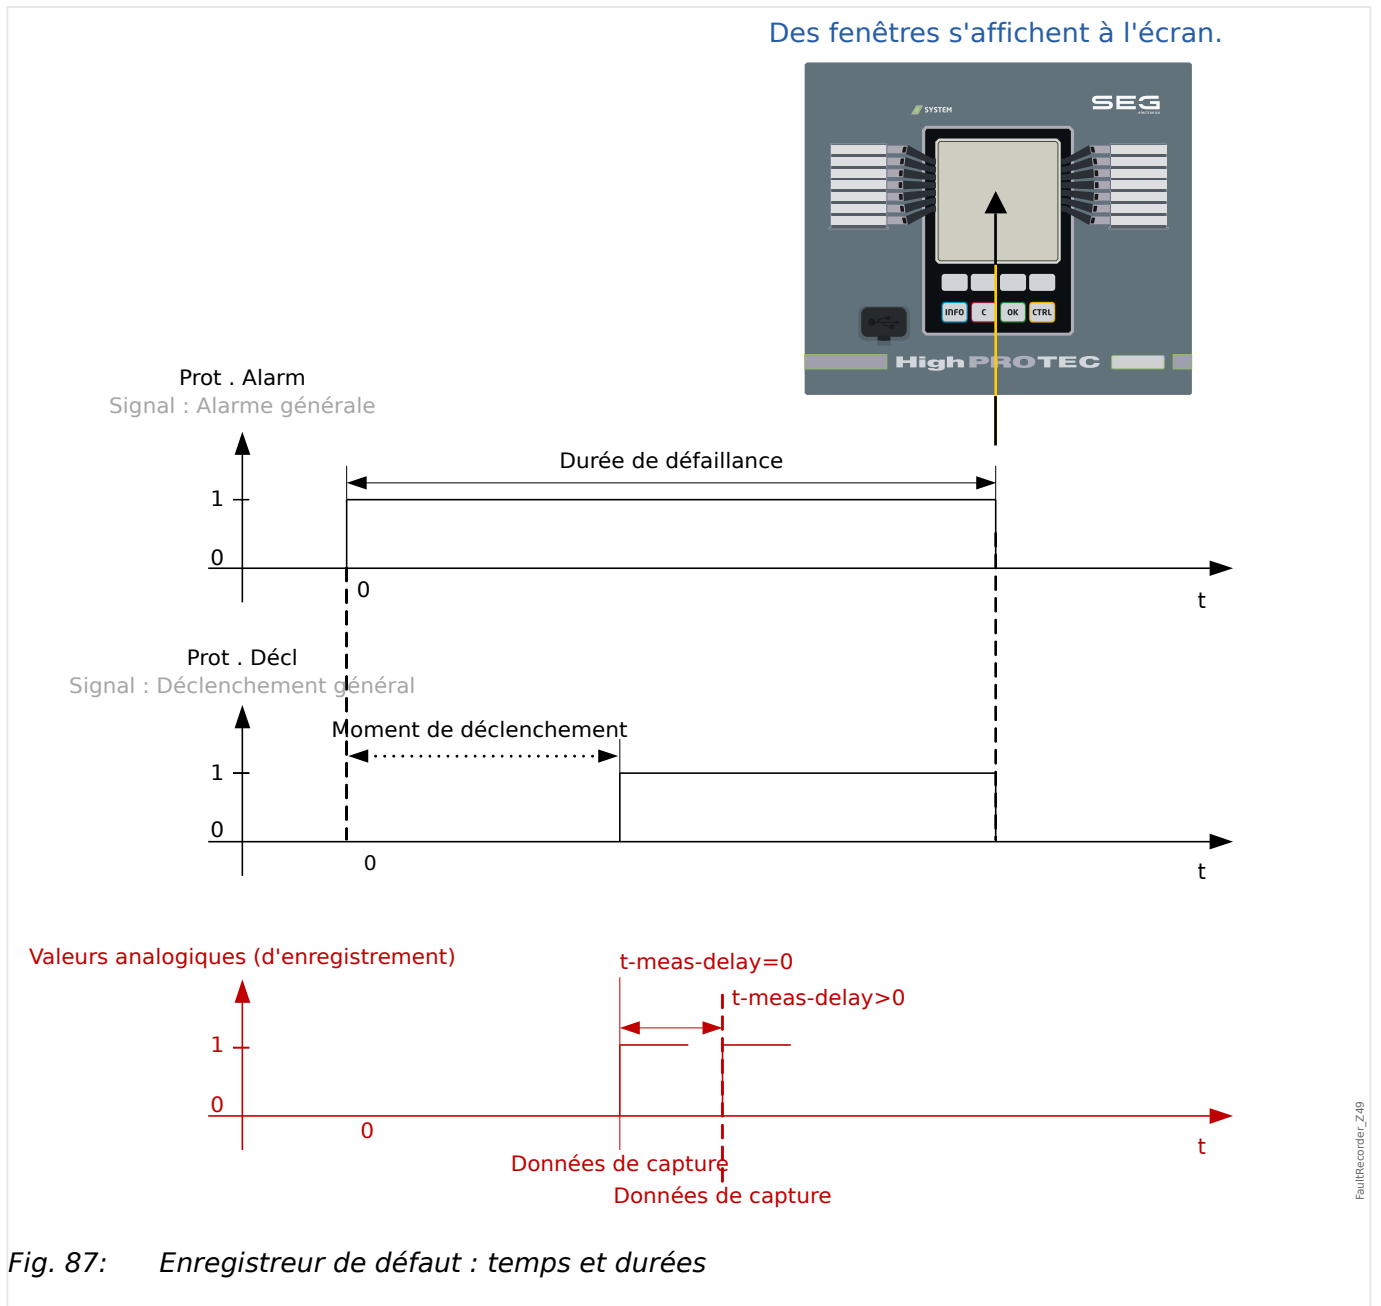 Des fenêtres s'affichent à l'écran.
SYSTEM
SEG
electronics
INFO
C
OK
CTRL
HighPROTEC
Prot . Alarm
Signal : Alarme générale
Durée de défaillance
1
0
0
t
Prot . Décl
Signal : Déclenchement général
Moment de déclenchement
1
0
0
t
Valeurs analogiques (d'enregistrement)
t-meas-delay=0
t-meas-delay>0
1
0
0
t
Données de capture
Données de capture
FaultRecorder_Z49
Fig. 87: Enregistreur de défaut : temps et durées